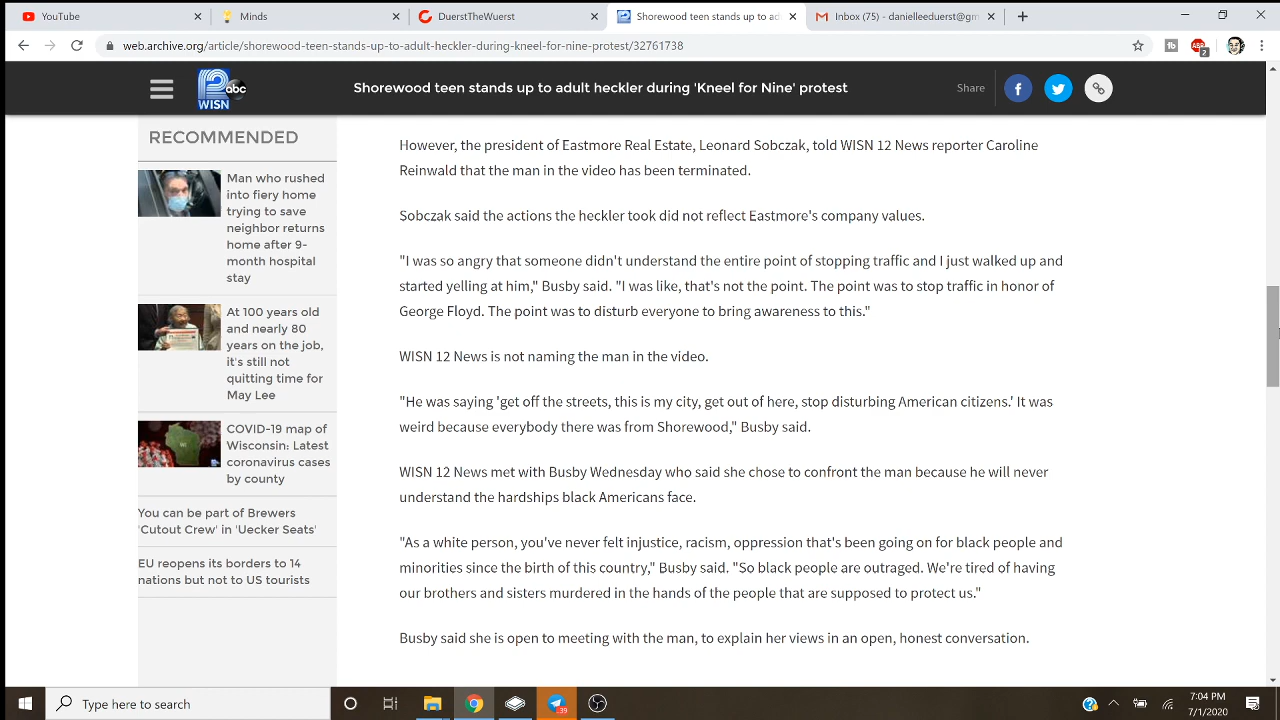 YouTube
Minds
DuerstTheWuerst
Shorewood teen stands up to ad
Inbox (75) - danielleeduerst@gm
web.archive.org/article/shorewood-teen-stands-up-to-adult-heckler-during-kneel-for-nine-protest/32761738
tb
ABP
2
12
WISN
abc
Shorewood teen stands up to adult heckler during 'Kneel for Nine' protest
Share
RECOMMENDED
Man who rushed
into fiery home
trying to save
neighbor returns
home after 9-
month hospital
stay
At 100 years old
and nearly 80
years on the job,
it's still not
quitting time for
May Lee
COVID-19 map of
Wisconsin: Latest
coronavirus cases
by county
You can be part of Brewers
'Cutout Crew' in 'Uecker Seats'
EU reopens its borders to 14
nations but not to US tourists
However, the president of Eastmore Real Estate, Leonard Sobczak, told WISN 12 News reporter Caroline
Reinwald that the man in the video has been terminated.
Sobczak said the actions the heckler took did not reflect Eastmore's company values.
"I was so angry that someone didn't understand the entire point of stopping traffic and I just walked up and
started yelling at him," Busby said. "I was like, that's not the point. The point was to stop traffic in honor of
George Floyd. The point was to disturb everyone to bring awareness to this."
WISN 12 News is not naming the man in the video.
"He was saying 'get off the streets, this is my city, get out of here, stop disturbing American citizens.' It was
weird because everybody there was from Shorewood," Busby said.
WISN 12 News met with Busby Wednesday who said she chose to confront the man because he will never
understand the hardships black Americans face.
"As a white person, you've never felt injustice, racism, oppression that's been going on for black people and
minorities since the birth of this country," Busby said. "So black people are outraged. We're tired of having
our brothers and sisters murdered in the hands of the people that are supposed to protect us."
Busby said she is open to meeting with the man, to explain her views in an open, honest conversation.
Type here to search
7:04 PM
7/1/2020